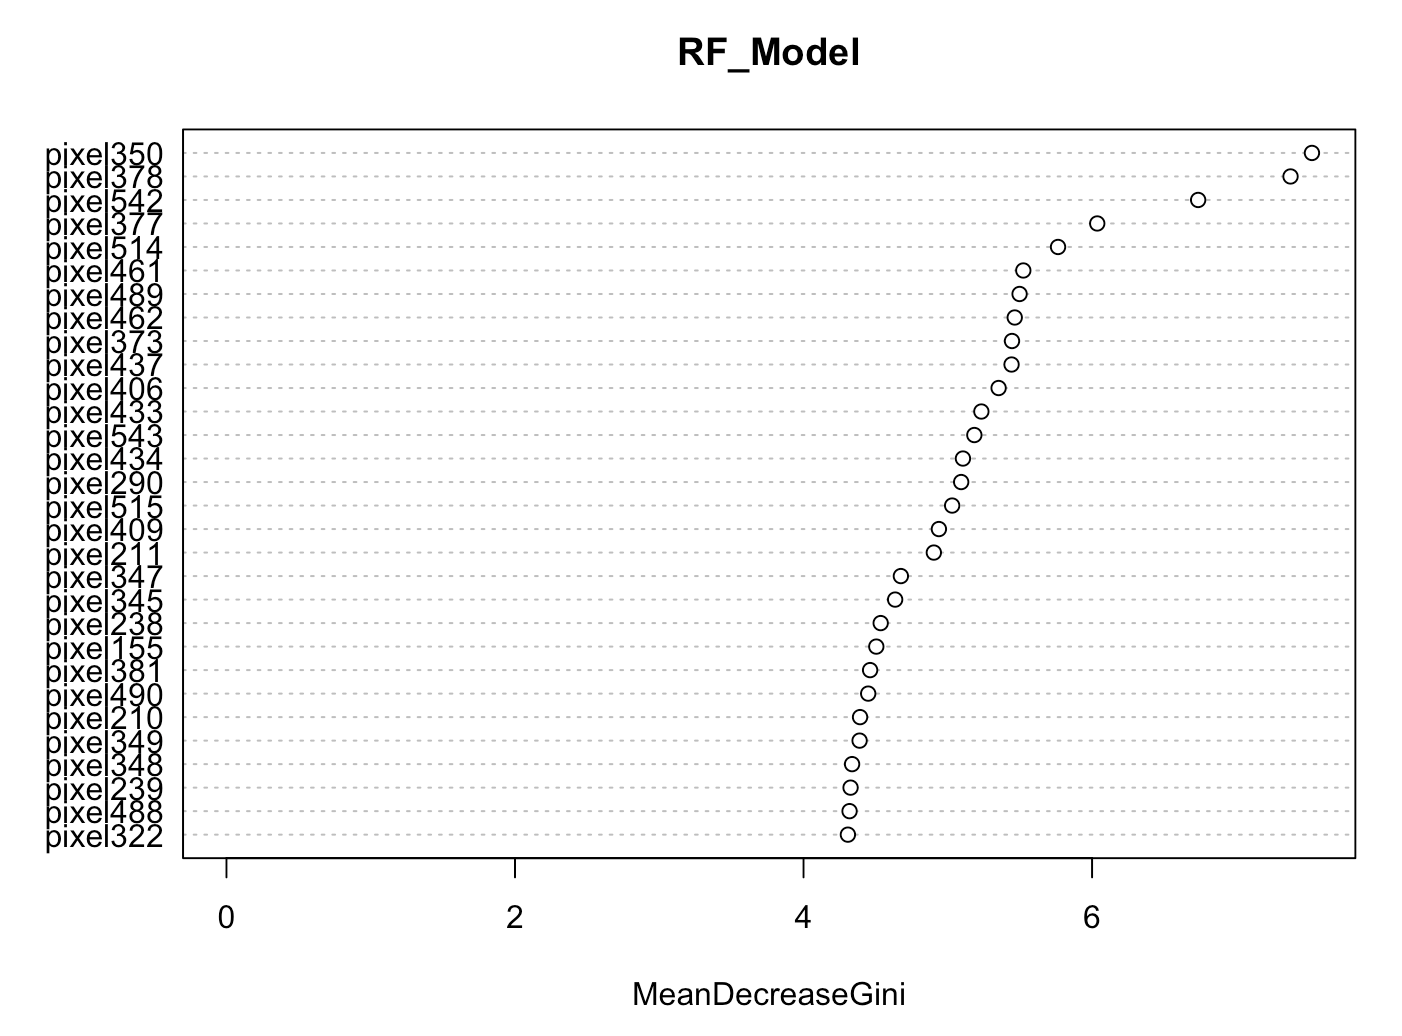 RF_Model
pixel350
pixel378
pixel542
pixel377
pixel514
pixel461
pixel489
pixel462
pixel373
pixel437
pixel406
pixel433
pixel543
pixel434
pixel290
pixel515
pixel409
pixel211
pixel347
pixel345
pixel238
pixel155
pixel381
pixel490
pixel210
pixel349
pixel348
pixel239
pixel488
pixel322
0 2 4 6
MeanDecreaseGini